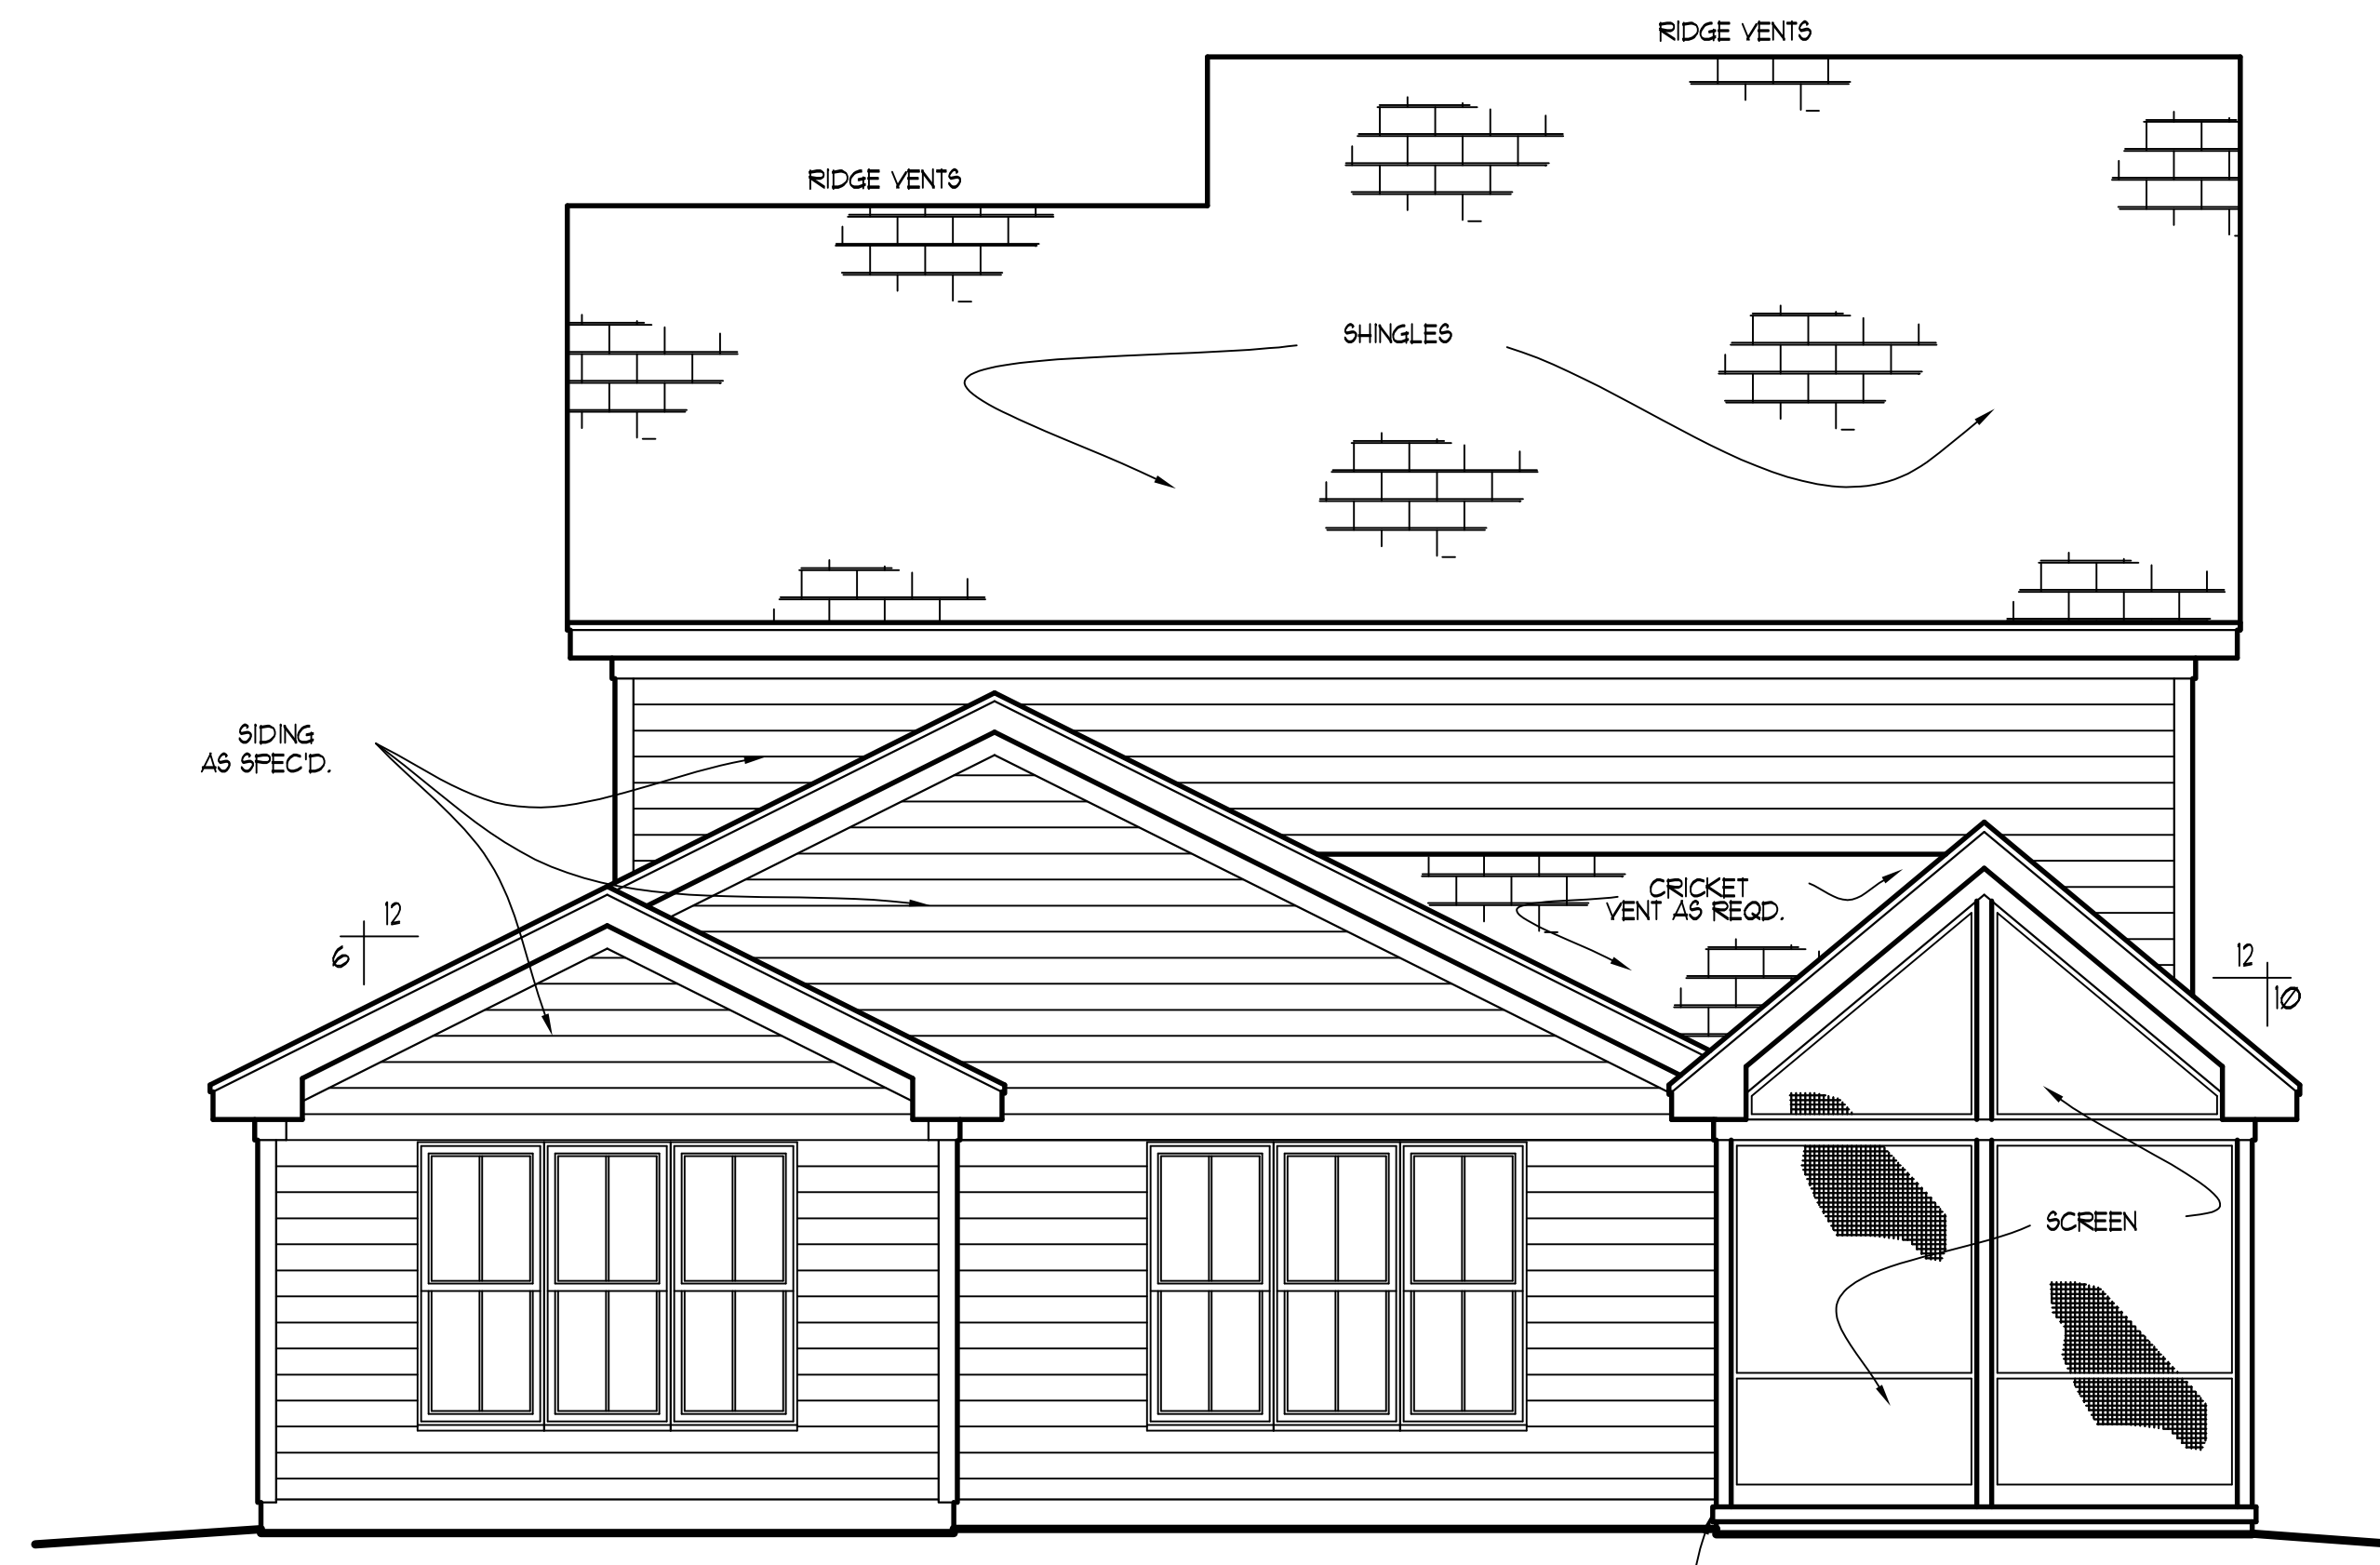 RIDGE VENTS
RIDGE VENTS
SHINGLES
SIDING
AS SPEC'D.
CRICKET
VENT AS REQD.
12
6
12
10
SCREEN